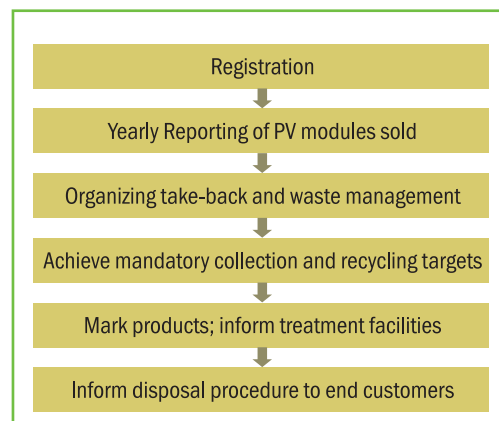 Registration
Yearly Reporting of PV modules sold
Organizing take-back and waste management
Achieve mandatory collection and recycling targets
Mark products; inform treatment facilities
Inform disposal procedure to end customers